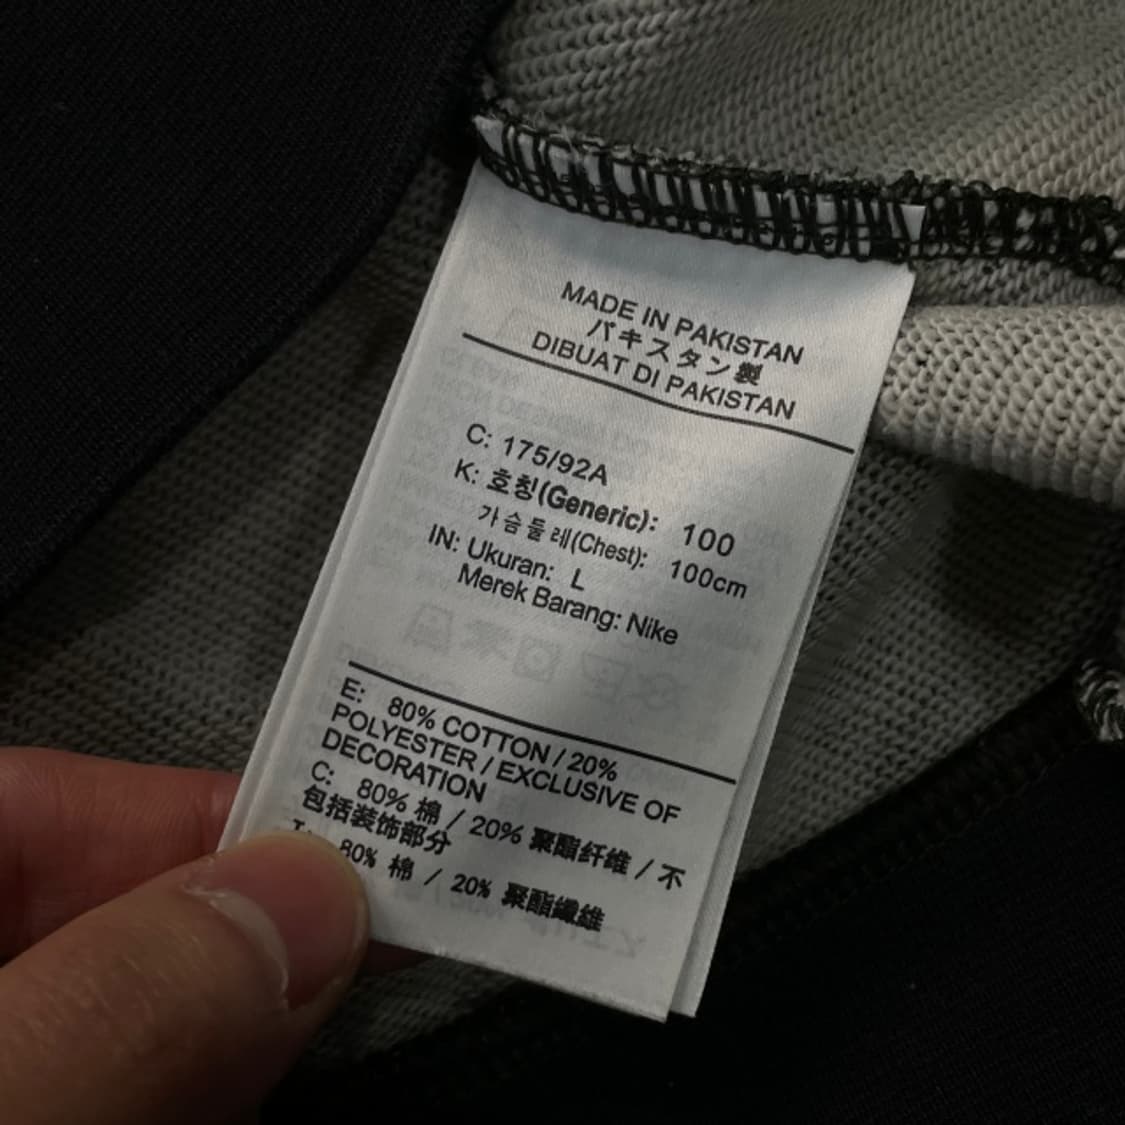 MADE IN PAKISTAN
パキスタン製
DIBUAT DI PAKISTAN
C: 175/92A
K: 호칭(Generic): 100
가슴둘레(Chest): 100cm
IN: Ukuran: L
Merek Barang: Nike
E: 80% COTTON / 20%
POLYESTER / EXCLUSIVE OF
DECORATION
C: 80% 棉 / 20% 聚酯纤维 / 不
包括装饰部分
80% 棉 / 20% 聚酯纖維